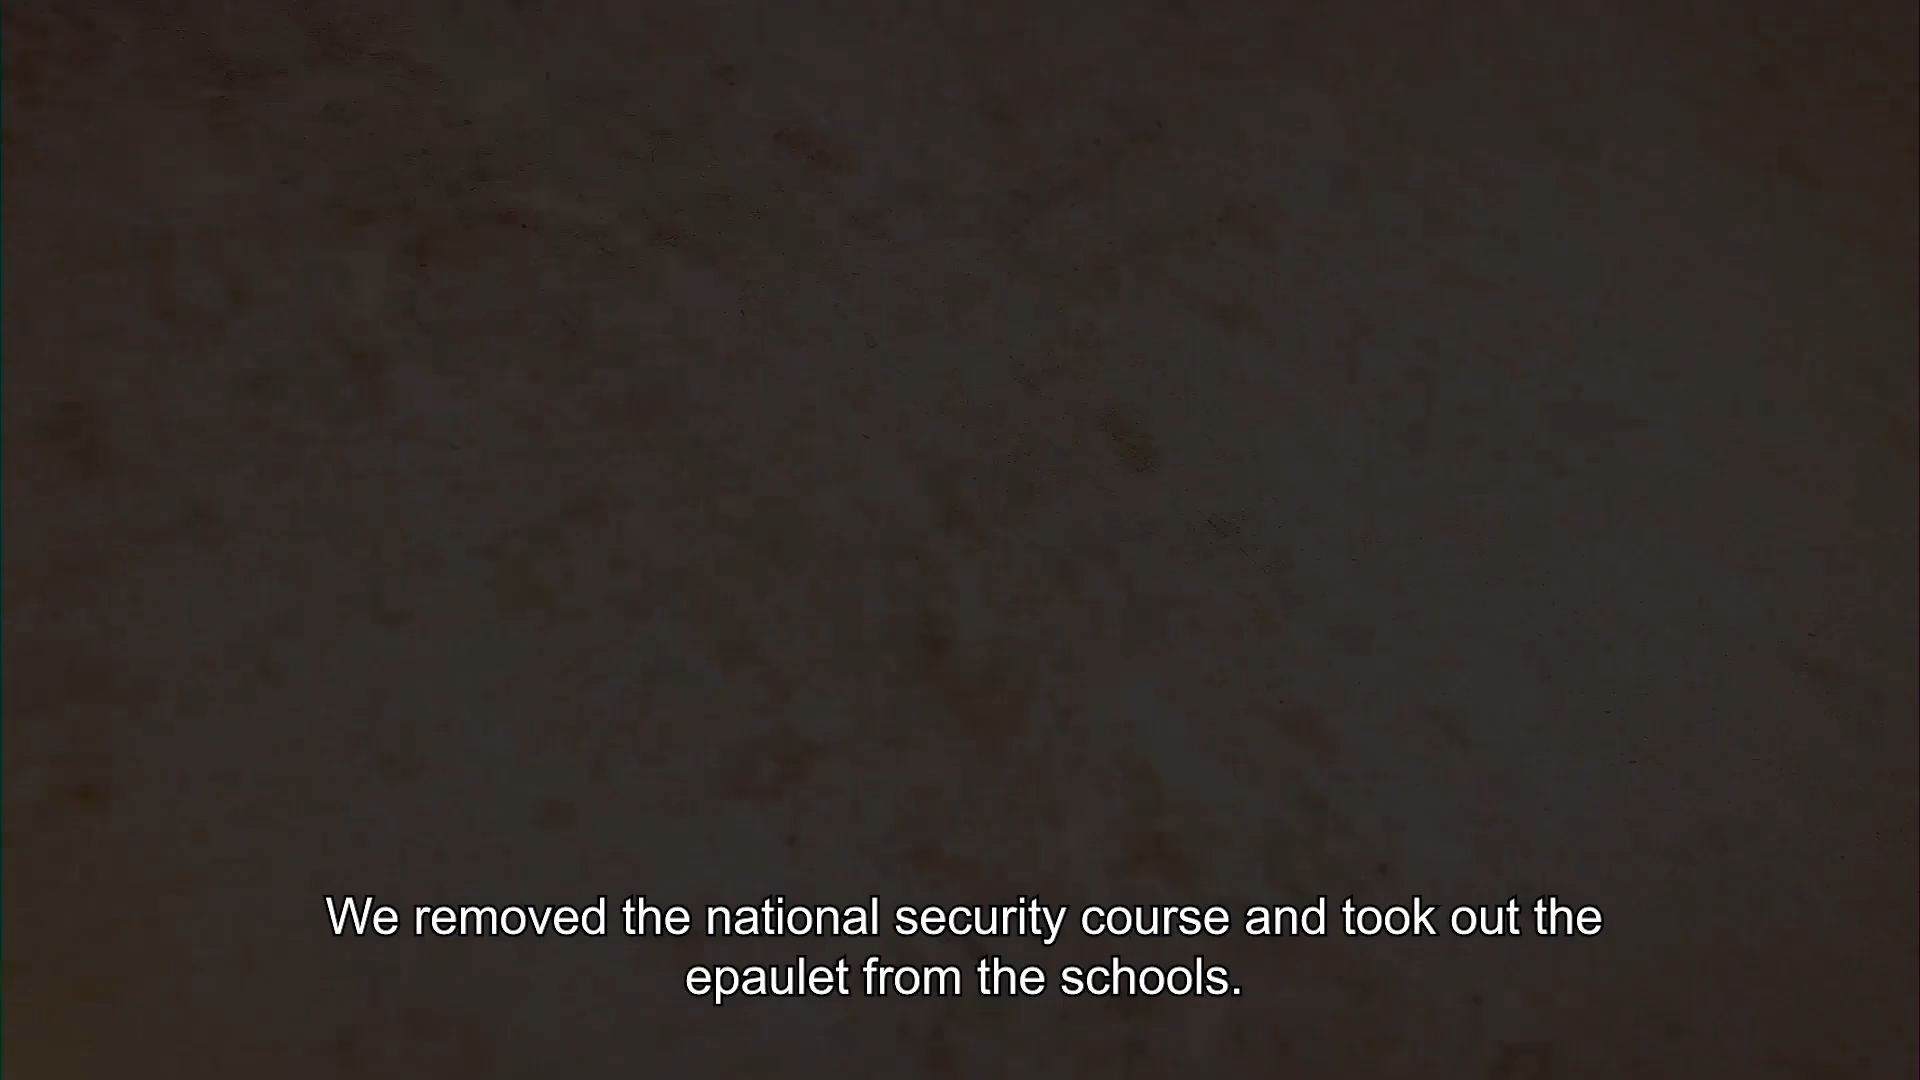 We removed the national security course and took out the
epaulet from the schools.